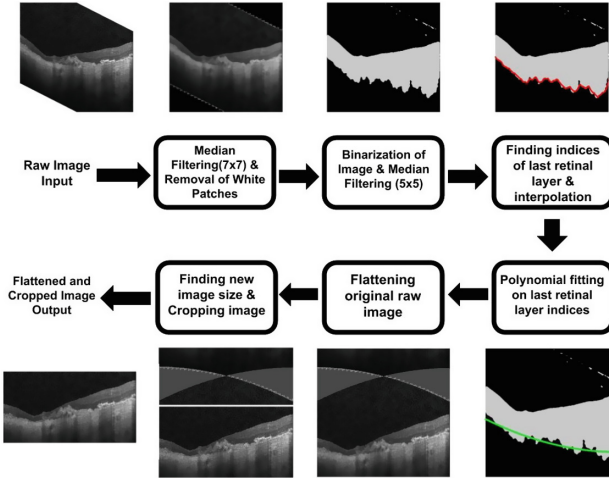 Raw Image
Input
Median
Filtering(7x7) &
Removal of White
Patches
Binarization of
Image & Median
Filtering (5x5)
Finding indices
of last retinal
layer &
interpolation
Flattened and
Cropped Image
Output
Finding new
image size &
Cropping image
Flattening
original raw
image
Polynomial fitting
on last retinal
layer indices